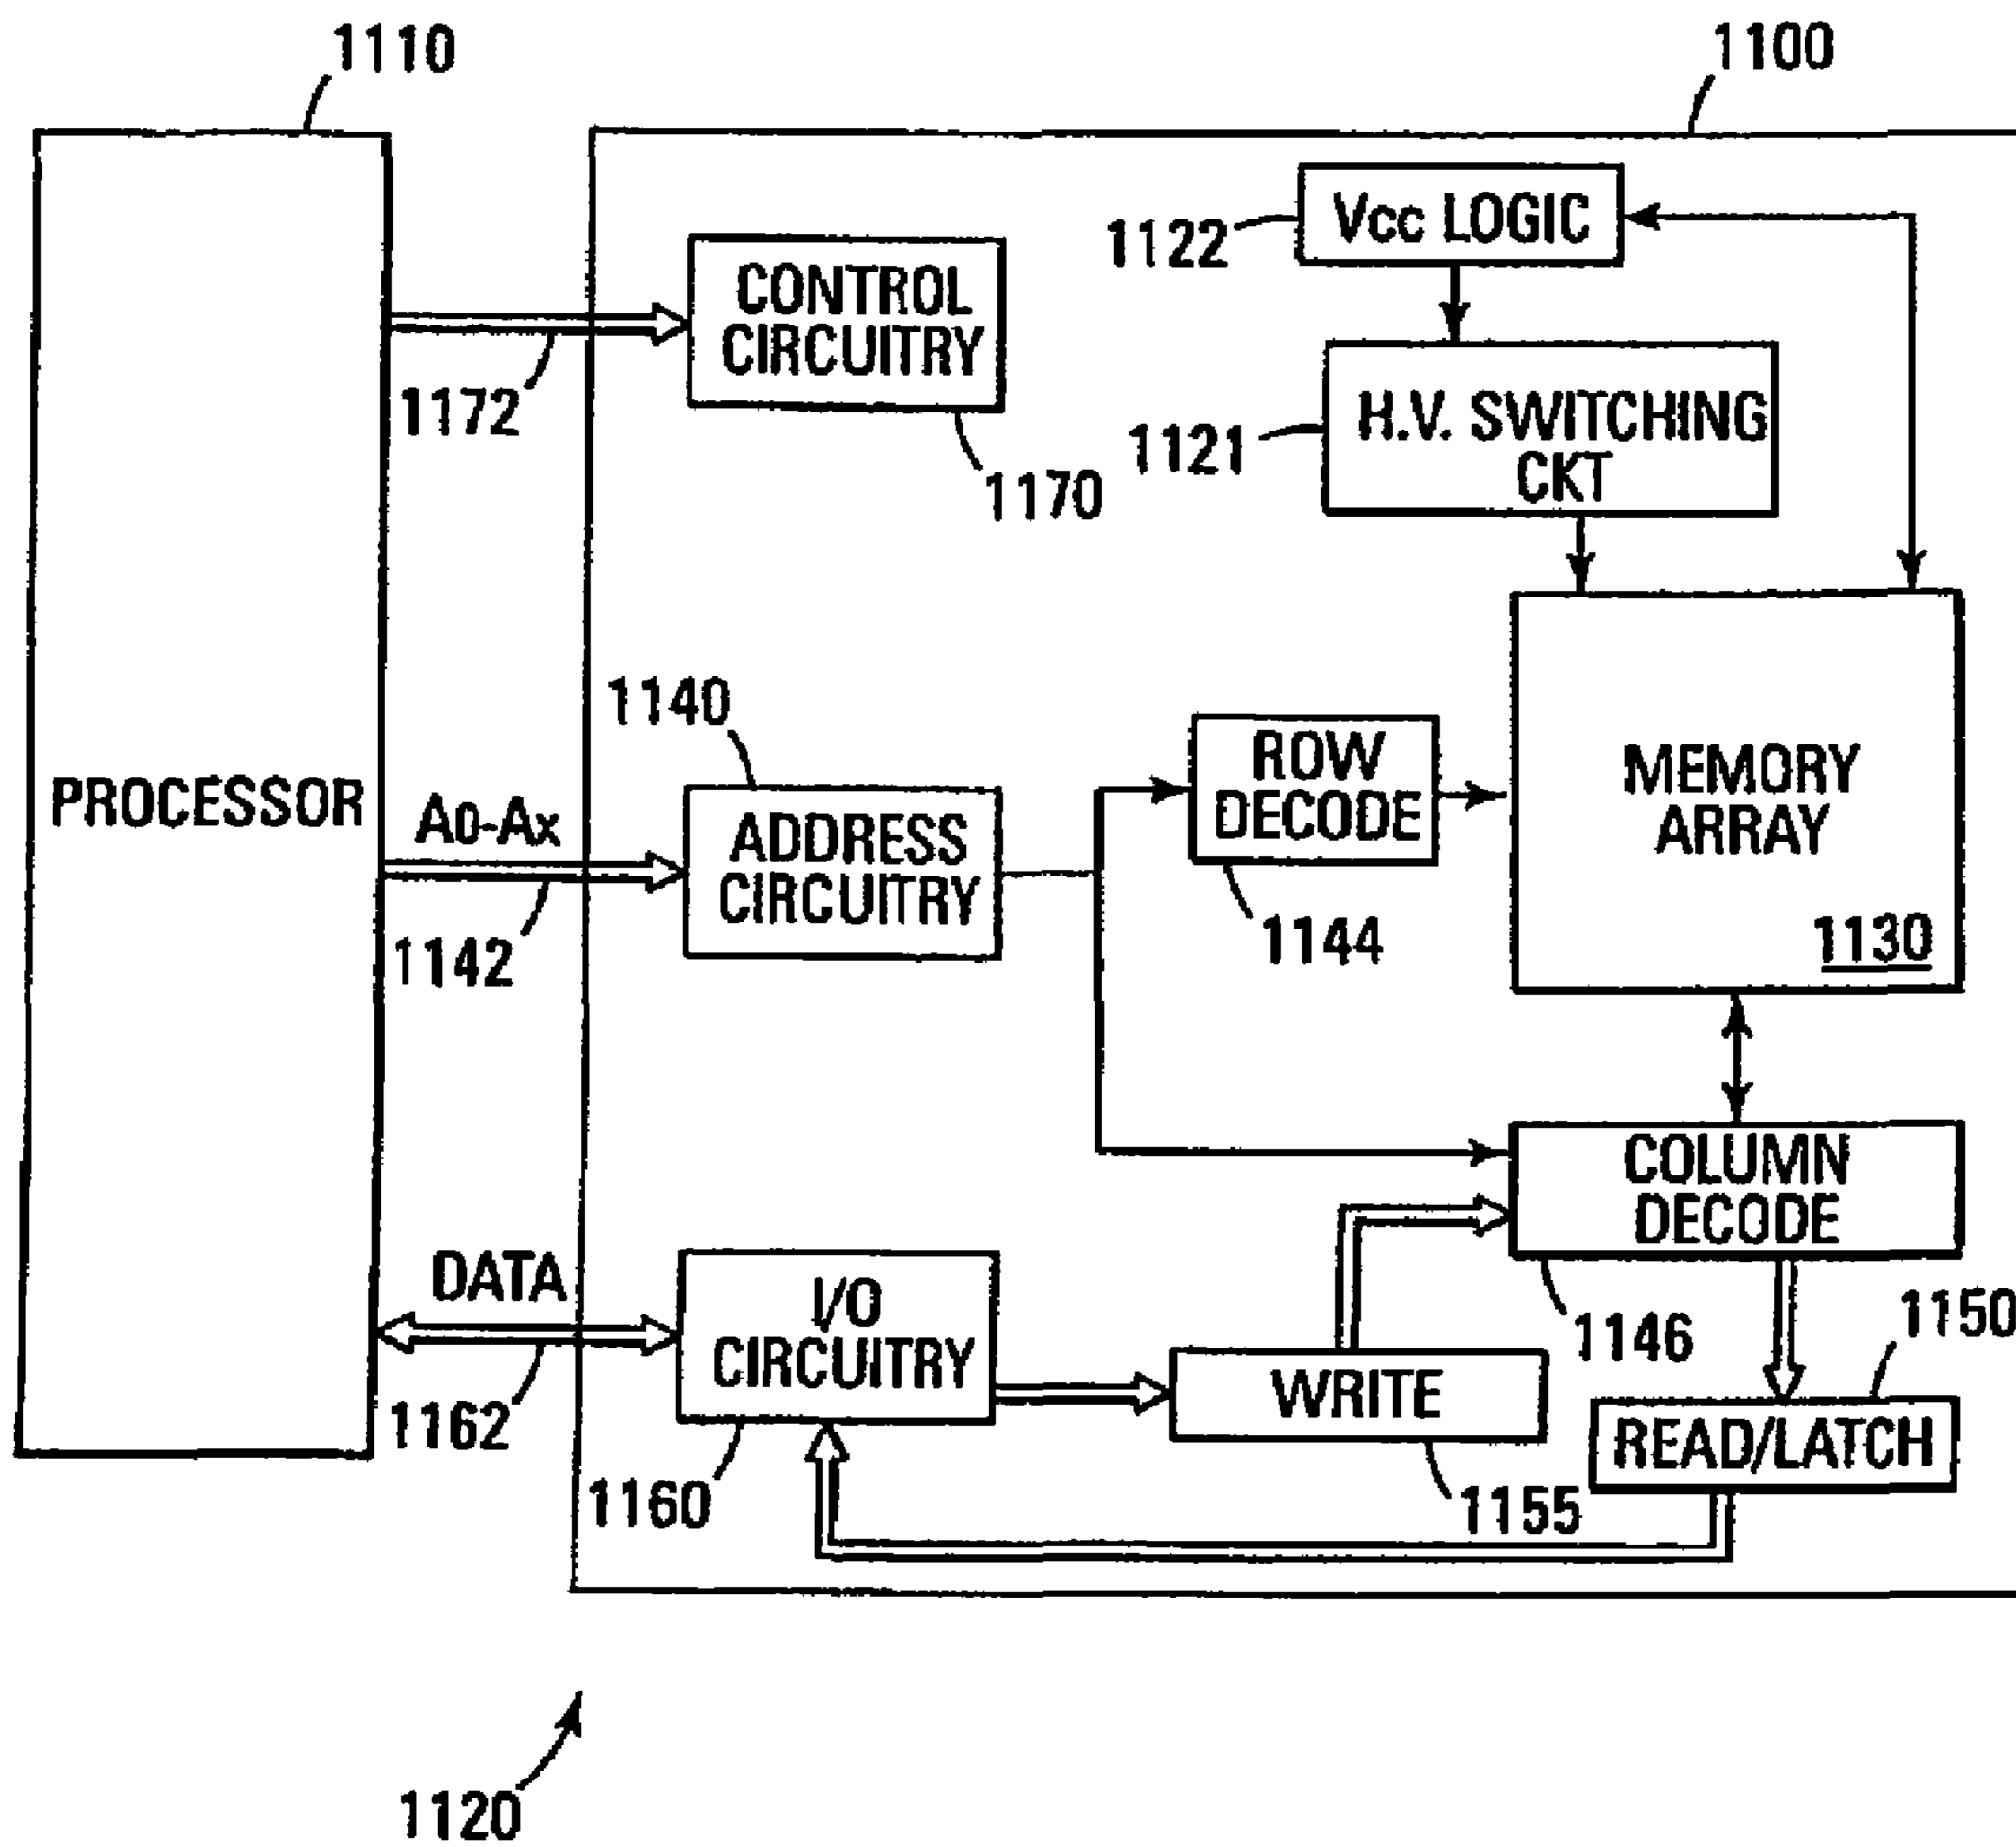 1110
1100
Vcc LOGIC
1122
CONTROL
CIRCUITRY
1172
1170
H.V. SWITCHING
CKT
1121
1140
PROCESSOR
A0-Ax
ADDRESS
CIRCUITRY
1142
ROW
DECODE
1144
MEMORY
ARRAY
1130
COLUMN
DECODE
1146
1150
DATA
I/O
CIRCUITRY
1162
1160
WRITE
1155
READ/LATCH
1120